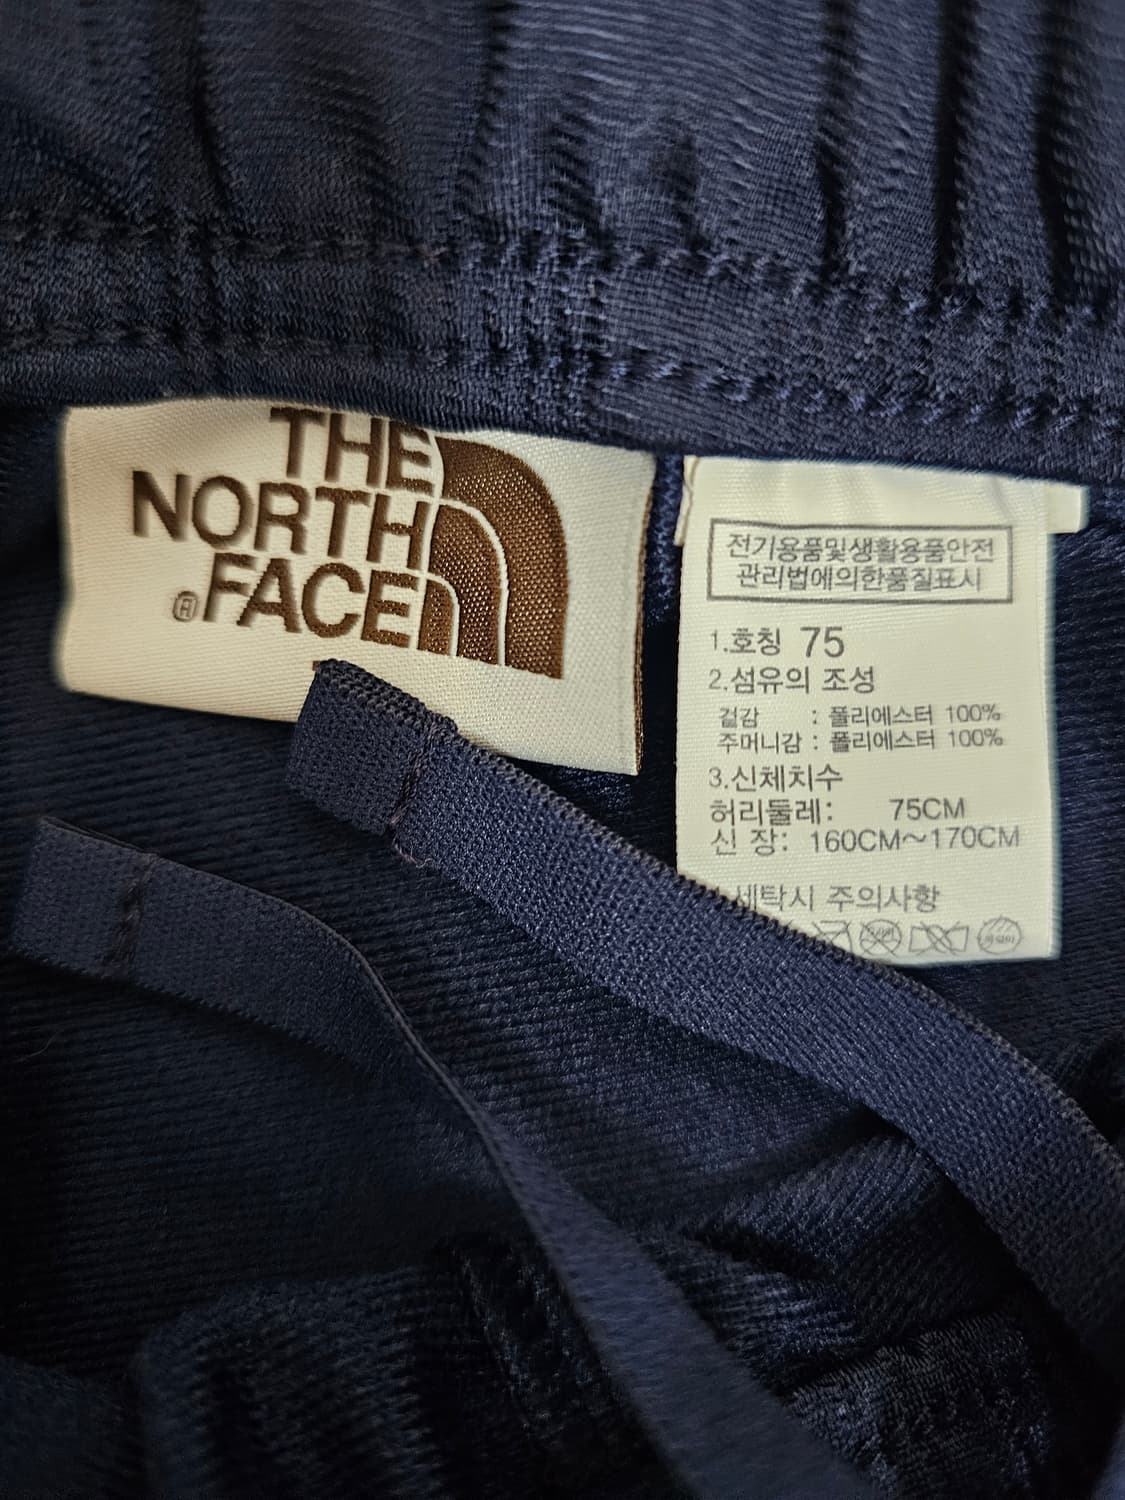 THE
NORTH
FACE
®
전기용품및생활용품안전
관리법에의한품질표시
1.호칭 75
2.섬유의 조성
겉감 : 폴리에스터 100%
주머니감 : 폴리에스터 100%
3.신체치수
허리둘레: 75CM
신 장: 160CM~170CM
세탁시 주의사항